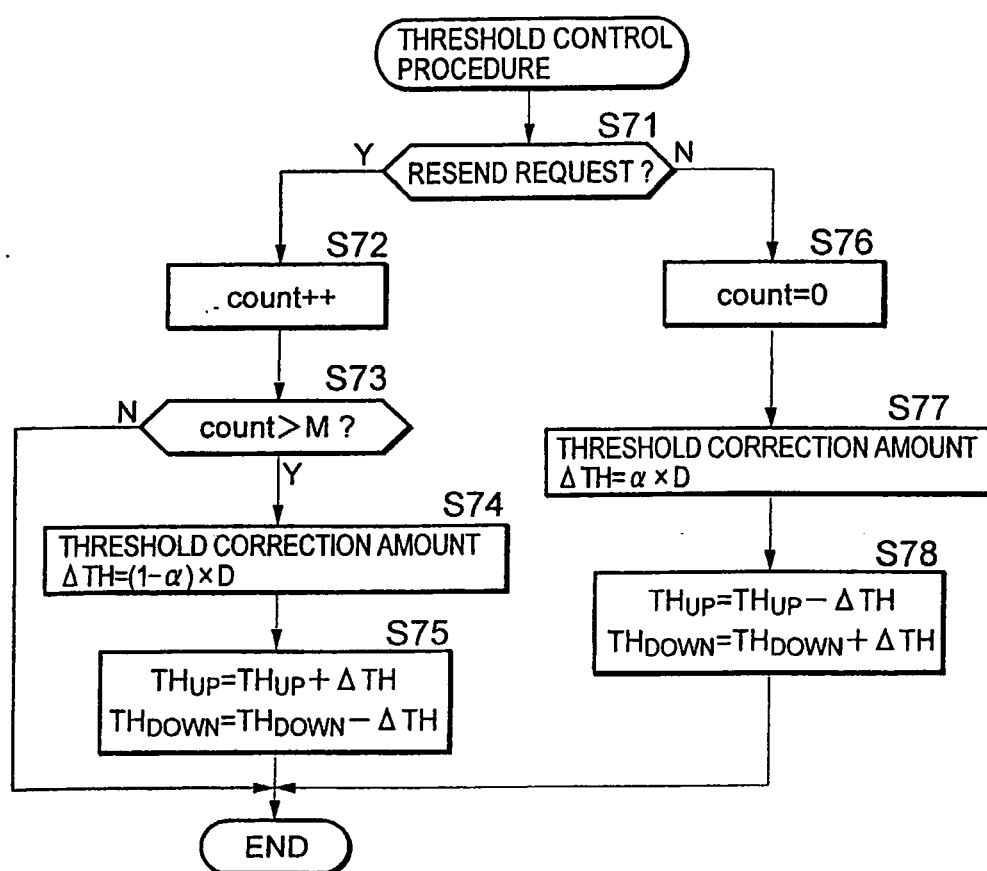 THRESHOLD CONTROL
PROCEDURE
S71
Y
RESEND REQUEST ?
N
S72
count++
S76
count=0
S73
N
count>M ?
Y
S77
THRESHOLD CORRECTION AMOUNT
ΔTH=α×D
S74
THRESHOLD CORRECTION AMOUNT
ΔTH=(1-α)×D
S78
THUP=THUP-ΔTH
THDOWN=THDOWN+ΔTH
S75
THUP=THUP+ΔTH
THDOWN=THDOWN-ΔTH
END